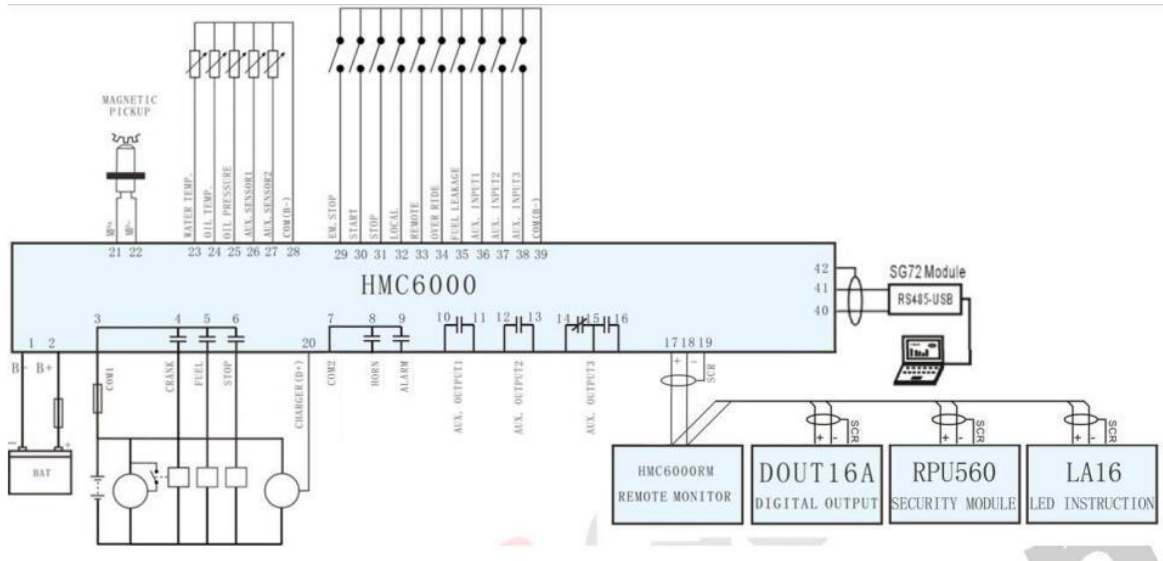 MAGNETIC
PICKUP
MP+
MP-
WATER TEMP.
OIL TEMP.
OIL PRESSURE
AUX. SENSOR1
AUX. SENSOR2
COM(B-)
EM. STOP
START
STOP
LOCAL
REMOTE
OVER RIDE
FUEL LEAKAGE
AUX. INPUT1
AUX. INPUT2
AUX. INPUT3
COM(B-)
21 22 23 24 25 26 27 28 29 30 31 32 33 34 35 36 37 38 39
HMC6000
42
41
40
SG72 Module
RS485-USB
1 2 3 4 5 6 20 7 8 9 10 11 12 13 14 15 16 17 18 19
B- B+
COM1
CRANK
FUEL
STOP
CHARGER(D+)
COM2
HORN
ALARM
AUX. OUTPUT1
AUX. OUTPUT2
AUX. OUTPUT3
+ -
SCR
- +
BAT
HMC6000RM
REMOTE MONITOR
+ - SCR
DOUT16A
DIGITAL OUTPUT
+ - SCR
RPU560
SECURITY MODULE
+ - SCR
LA16
LED INSTRUCTION